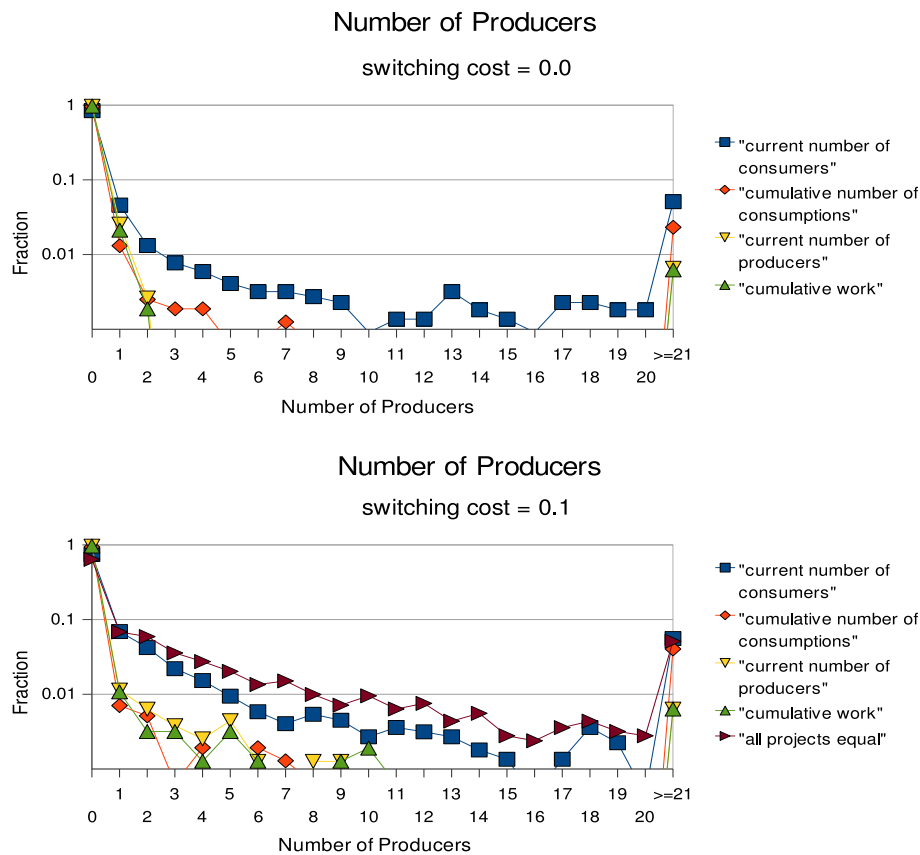 Number of Producers
switching cost = 0.0
1
0.1
0.01
Fraction
1 3 5 7 9 11 13 15 17 19 >=21
0 2 4 6 8 10 12 14 16 18 20
Number of Producers
"current number of
consumers"
"cumulative number of
consumptions"
"current number of
producers"
"cumulative work"
Number of Producers
switching cost = 0.1
1
0.1
0.01
Fraction
1 3 5 7 9 11 13 15 17 19 >=21
0 2 4 6 8 10 12 14 16 18 20
Number of Producers
"current number of
consumers"
"cumulative number of
consumptions"
"current number of
producers"
"cumulative work"
"all projects equal"